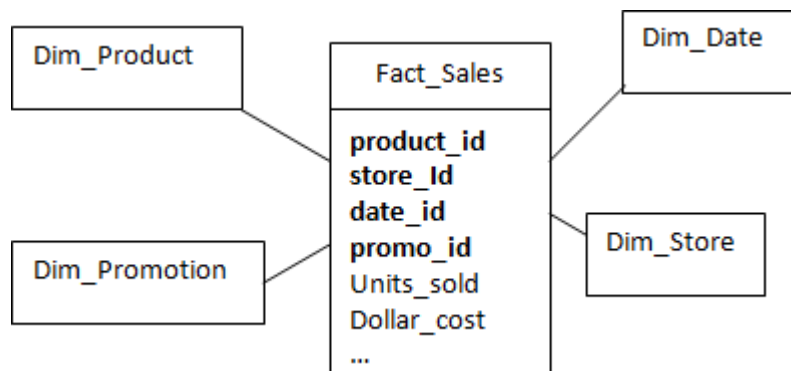 Dim_Product
Dim_Promotion
Fact_Sales
product_id
store_Id
date_id
promo_id
Units_sold
Dollar_cost
...
Dim_Date
Dim_Store